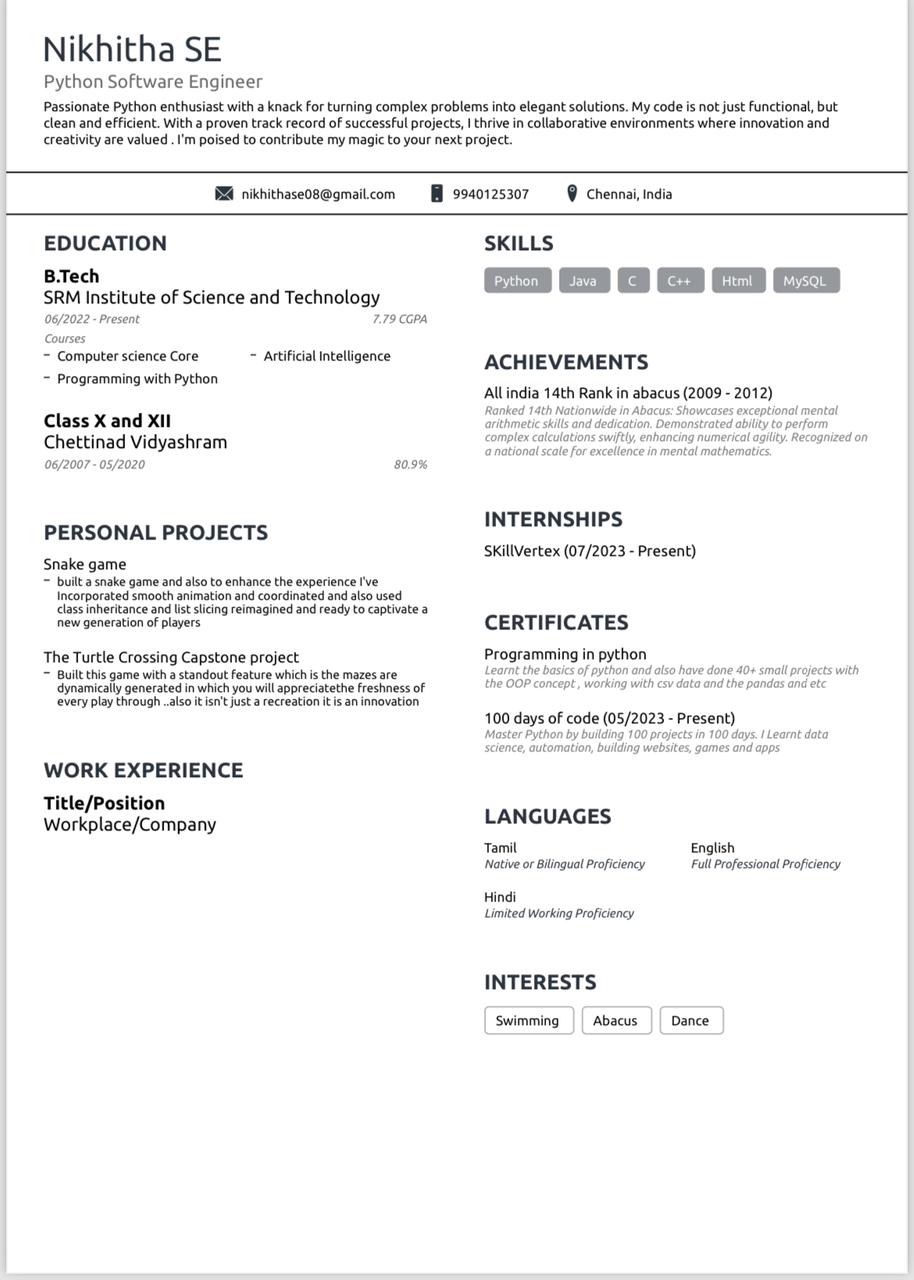 Nikhitha SE
Python Software Engineer
Passionate Python enthusiast with a knack for turning complex problems into elegant solutions. My code is not just functional, but
clean and efficient. With a proven track record of successful projects, I thrive in collaborative environments where innovation and
creativity are valued . I'm poised to contribute my magic to your next project.
nikhithase08@gmail.com
9940125307
Chennai, India
EDUCATION
B.Tech
SRM Institute of Science and Technology
06/2022 - Present
7.79 CGPA
Courses
– Computer science Core
– Artificial Intelligence
– Programming with Python
Class X and XII
Chettinad Vidyashram
06/2007 - 05/2020
80.9%
PERSONAL PROJECTS
Snake game
– built a snake game and also to enhance the experience I've
Incorporated smooth animation and coordinated and also used
class inheritance and list slicing reimagined and ready to captivate a
new generation of players
The Turtle Crossing Capstone project
– Built this game with a standout feature which is the mazes are
dynamically generated in which you will appreciatethe freshness of
every play through ..also it isn't just a recreation it is an innovation
WORK EXPERIENCE
Title/Position
Workplace/Company
SKILLS
Python
Java
C
C++
Html
MySQL
ACHIEVEMENTS
All india 14th Rank in abacus (2009 - 2012)
Ranked 14th Nationwide in Abacus: Showcases exceptional mental
arithmetic skills and dedication. Demonstrated ability to perform
complex calculations swiftly, enhancing numerical agility. Recognized on
a national scale for excellence in mental mathematics.
INTERNSHIPS
SKillVertex (07/2023 - Present)
CERTIFICATES
Programming in python
Learnt the basics of python and also have done 40+ small projects with
the OOP concept , working with csv data and the pandas and etc
100 days of code (05/2023 - Present)
Master Python by building 100 projects in 100 days. I Learnt data
science, automation, building websites, games and apps
LANGUAGES
Tamil
Native or Bilingual Proficiency
English
Full Professional Proficiency
Hindi
Limited Working Proficiency
INTERESTS
Swimming
Abacus
Dance